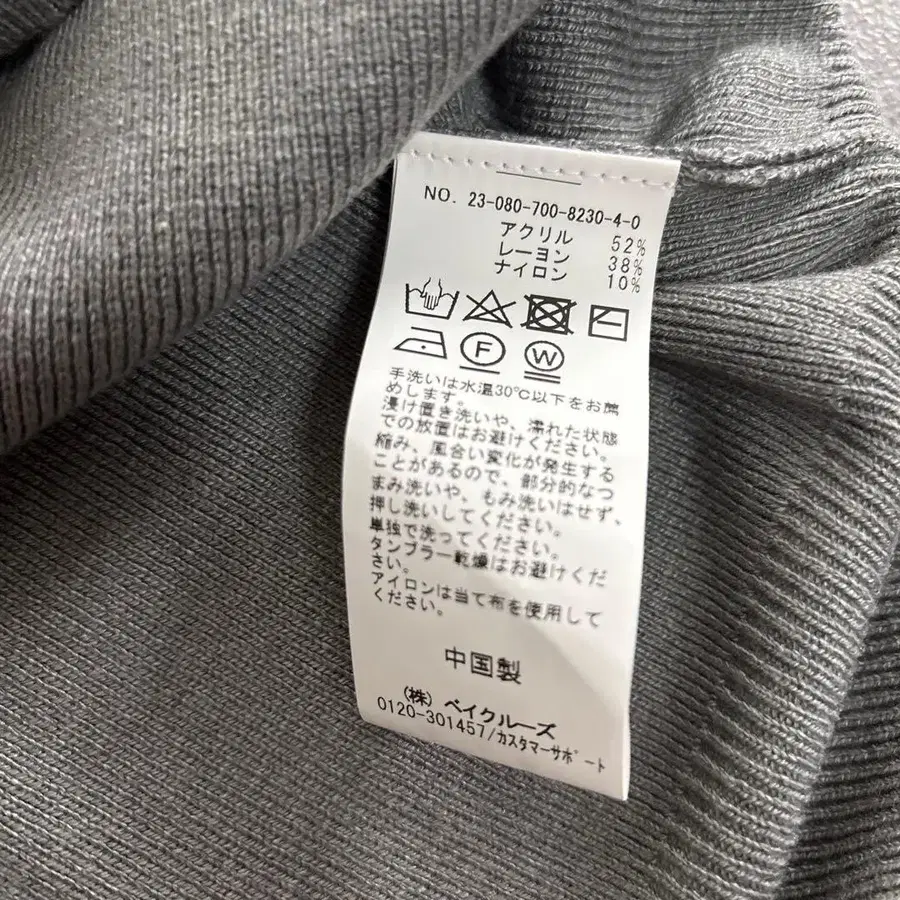 NO. 23-080-700-8230-4-0
アクリル 52%
レーヨン 38%
ナイロン 10%
F W
手洗いは水温30℃以下をお薦
めします。
浸け置き洗いや、濡れた状態
での放置はお避けください。
縮み、風合い変化が発生する
ことがあるので、部分的なつ
まみ洗いや、もみ洗いはせず、
押し洗いしてください。
単独で洗ってください。
タンブラー乾燥はお避けくだ
さい。
アイロンは当て布を使用して
ください。
中国製
(株) ベイクルーズ
0120-301457/カスタマーサポート